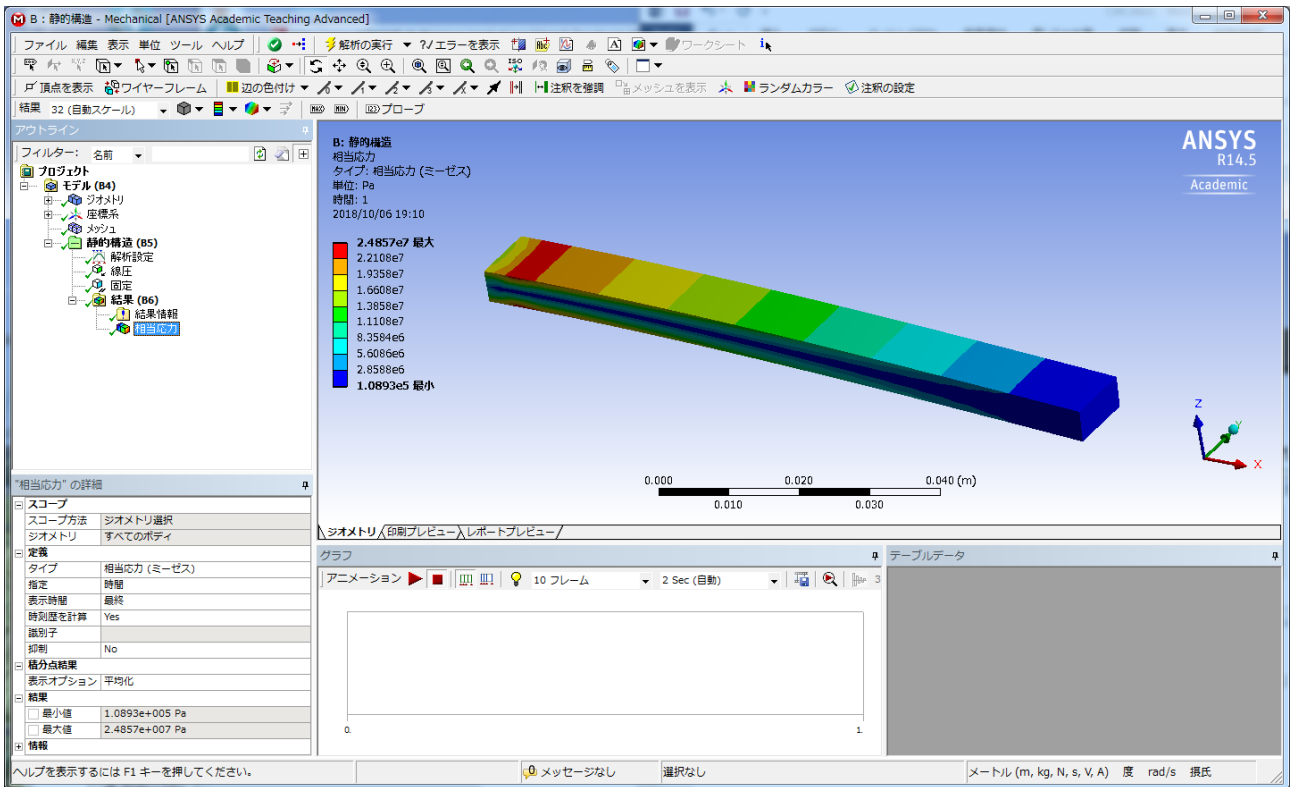 B : 静的構造 - Mechanical [ANSYS Academic Teaching Advanced]
ファイル 編集 表示 単位 ツール ヘルプ 解析の実行 ?/エラーを表示 A ワークシート
頂点を表示 ワイヤーフレーム 辺の色付け 注釈を強調 メッシュを表示 ランダムカラー 注釈の設定
結果 32 (自動スケール) MAX MIN 123 プローブ
アウトライン
フィルター: 名前
プロジェクト
モデル (B4)
ジオメトリ
座標系
メッシュ
静的構造 (B5)
解析設定
線圧
固定
結果 (B6)
結果情報
相当応力
B: 静的構造
相当応力
タイプ: 相当応力 (ミーゼス)
単位: Pa
時間: 1
2018/10/06 19:10
2.4857e7 最大
2.2108e7
1.9358e7
1.6608e7
1.3858e7
1.1108e7
8.3584e6
5.6086e6
2.8588e6
1.0893e5 最小
ANSYS
R14.5
Academic
Z
Y
X
0.000 0.020 0.040 (m)
0.010 0.030
ジオメトリ 印刷プレビュー レポートプレビュー
"相当応力" の詳細
スコープ
スコープ方法 ジオメトリ選択
ジオメトリ すべてのボディ
定義
タイプ 相当応力 (ミーゼス)
指定 時間
表示時間 最終
時刻歴を計算 Yes
識別子
抑制 No
積分点結果
表示オプション 平均化
結果
最小値 1.0893e+005 Pa
最大値 2.4857e+007 Pa
情報
グラフ
アニメーション 10 フレーム 2 Sec (自動) 3
0. 1.
テーブルデータ
ヘルプを表示するには F1 キーを押してください。 0 メッセージなし 選択なし メートル (m, kg, N, s, V, A) 度 rad/s 摂氏